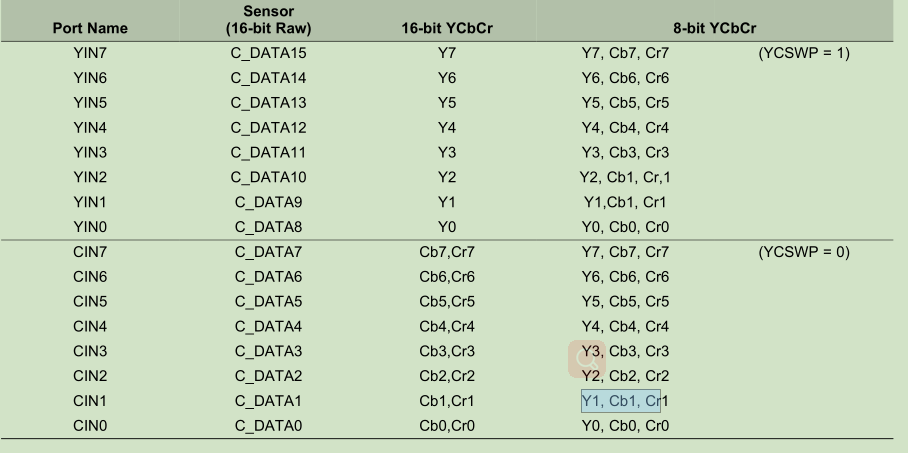 Port Name Sensor (16-bit Raw) 16-bit YCbCr 8-bit YCbCr
YIN7 C_DATA15 Y7 Y7, Cb7, Cr7 (YCSWP = 1)
YIN6 C_DATA14 Y6 Y6, Cb6, Cr6
YIN5 C_DATA13 Y5 Y5, Cb5, Cr5
YIN4 C_DATA12 Y4 Y4, Cb4, Cr4
YIN3 C_DATA11 Y3 Y3, Cb3, Cr3
YIN2 C_DATA10 Y2 Y2, Cb1, Cr,1
YIN1 C_DATA9 Y1 Y1,Cb1, Cr1
YIN0 C_DATA8 Y0 Y0, Cb0, Cr0
CIN7 C_DATA7 Cb7,Cr7 Y7, Cb7, Cr7 (YCSWP = 0)
CIN6 C_DATA6 Cb6,Cr6 Y6, Cb6, Cr6
CIN5 C_DATA5 Cb5,Cr5 Y5, Cb5, Cr5
CIN4 C_DATA4 Cb4,Cr4 Y4, Cb4, Cr4
CIN3 C_DATA3 Cb3,Cr3 Y3, Cb3, Cr3
CIN2 C_DATA2 Cb2,Cr2 Y2, Cb2, Cr2
CIN1 C_DATA1 Cb1,Cr1 Y1, Cb1, Cr1
CIN0 C_DATA0 Cb0,Cr0 Y0, Cb0, Cr0